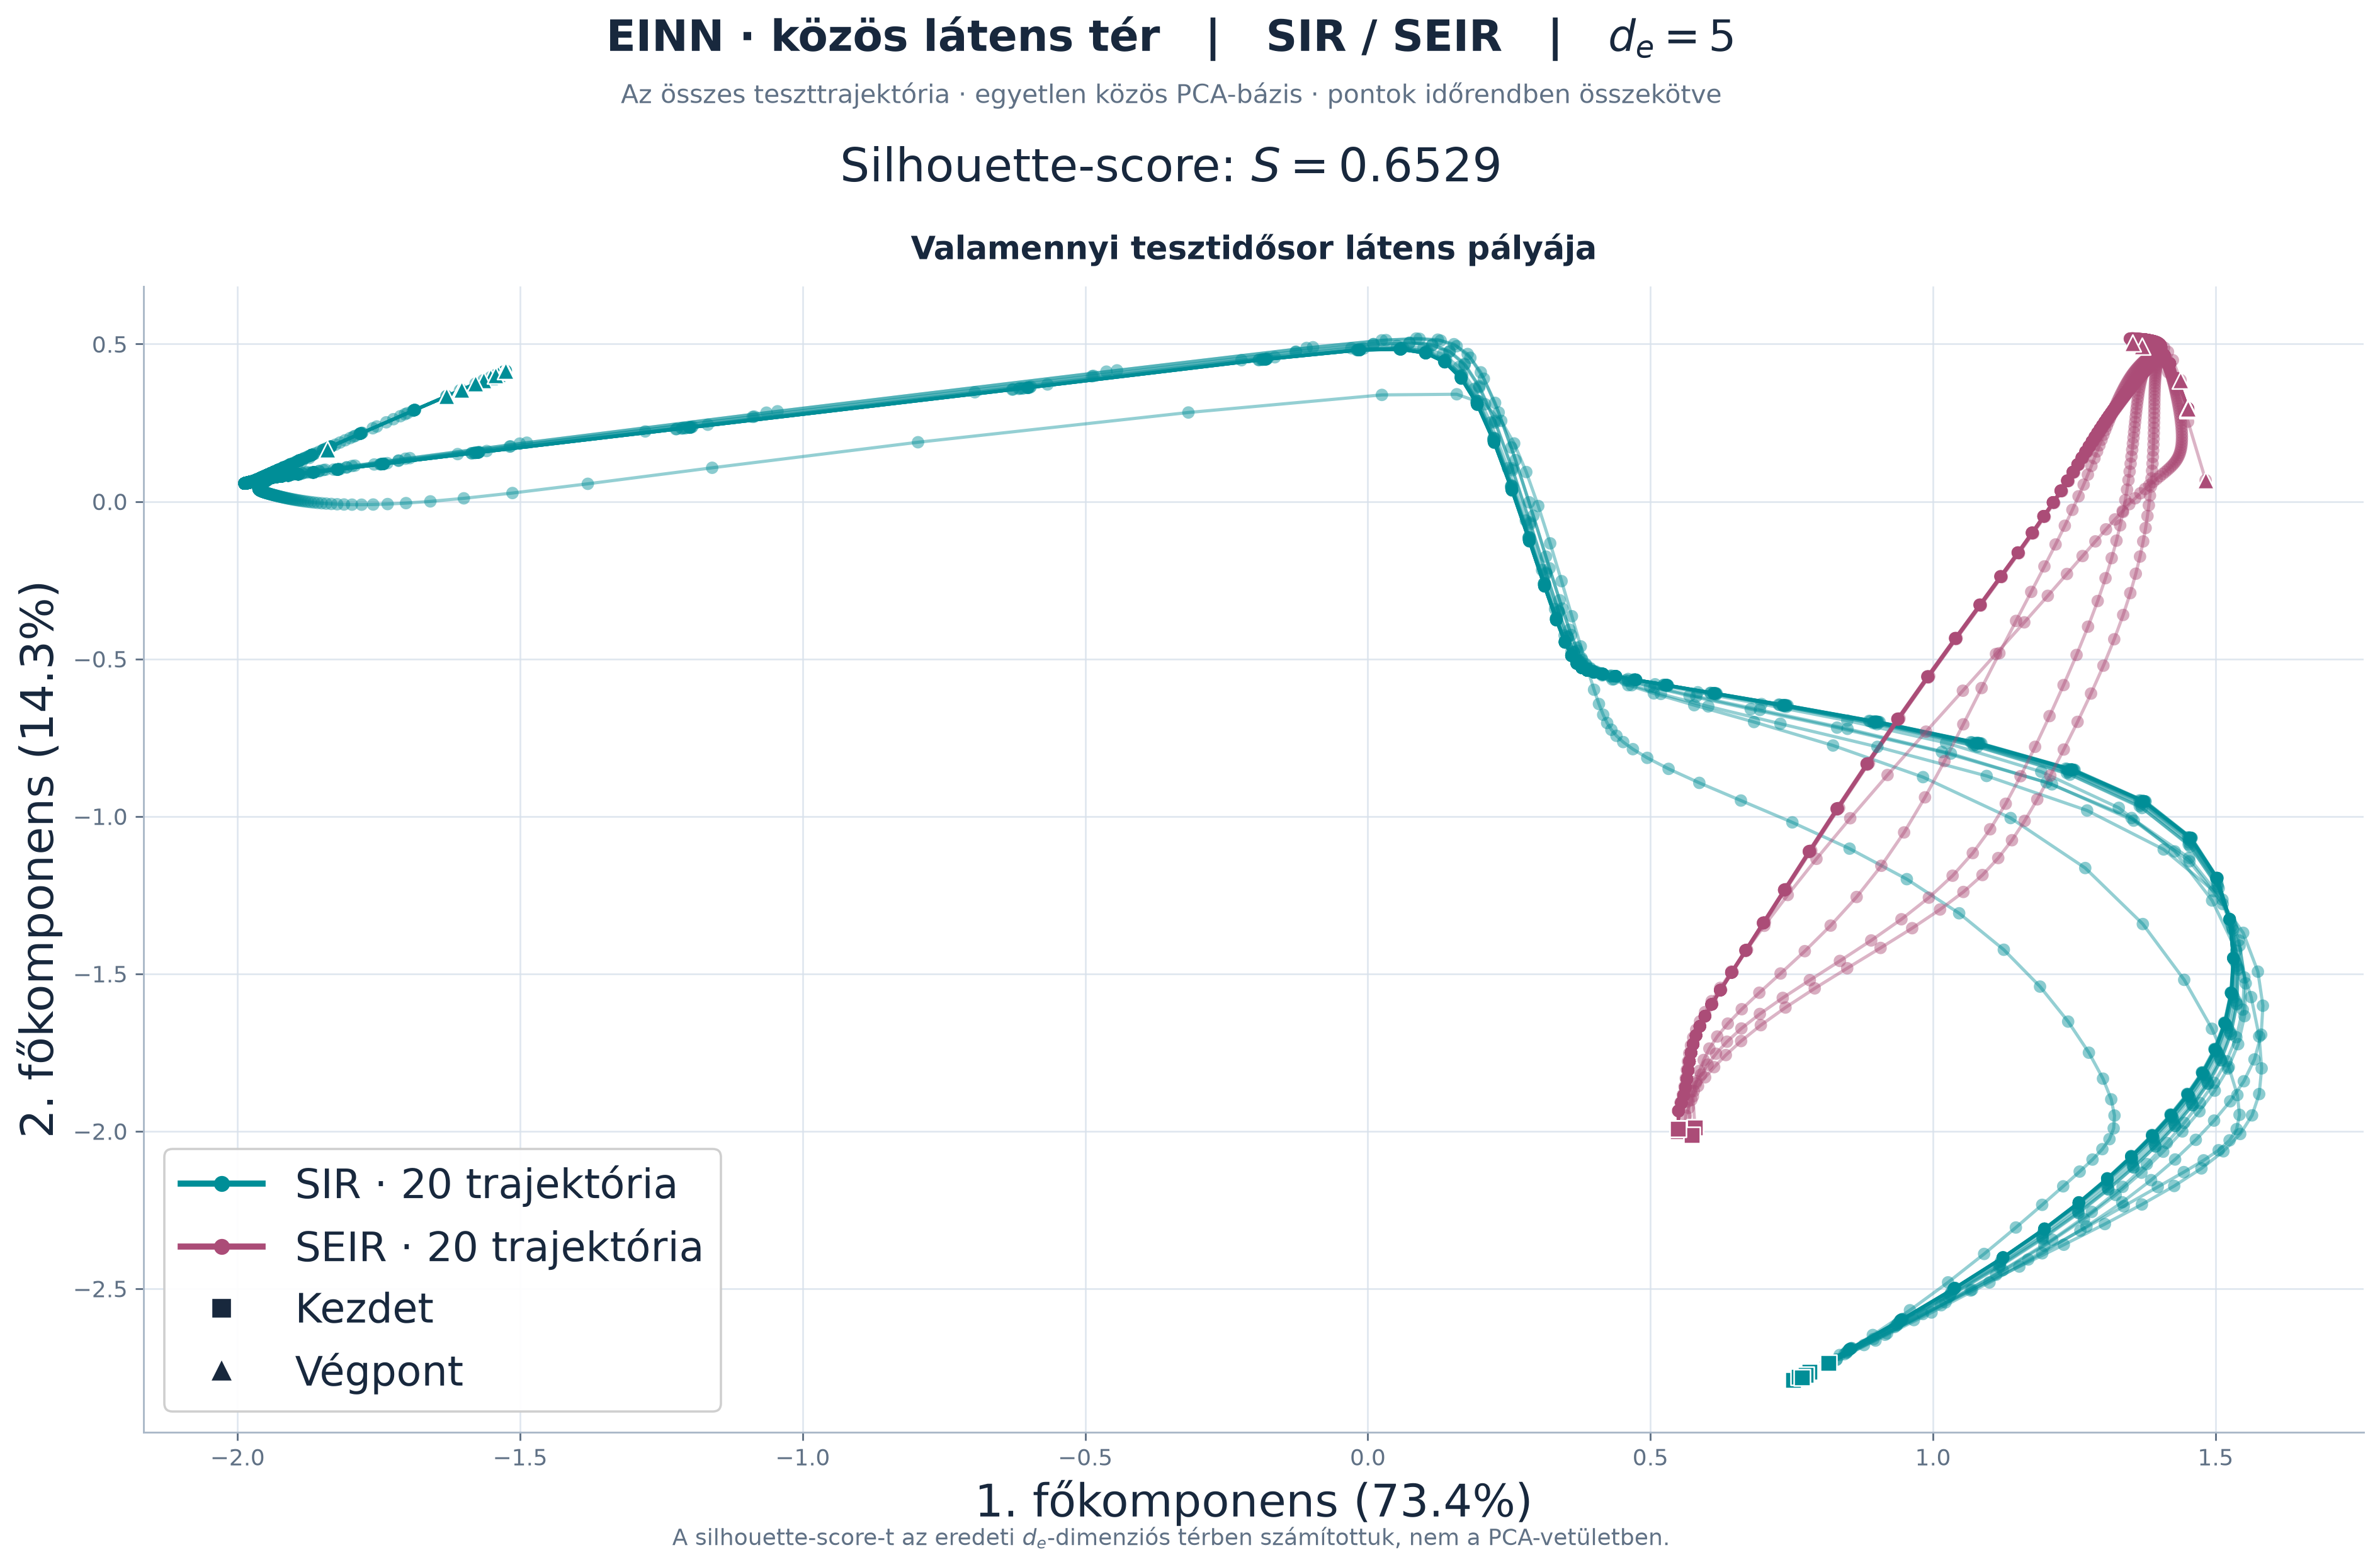 EINN · közös látens tér | SIR / SEIR | dₑ = 5
Az összes teszttrajektória · egyetlen közös PCA-bázis · pontok időrendben összekötve
Silhouette-score: S = 0.6529
Valamennyi tesztidősor látens pályája
2. főkomponens (14.3%)
0.5
0.0
−0.5
−1.0
−1.5
−2.0
−2.5
SIR · 20 trajektória
SEIR · 20 trajektória
Kezdet
Végpont
−2.0 −1.5 −1.0 −0.5 0.0 0.5 1.0 1.5
1. főkomponens (73.4%)
A silhouette-score-t az eredeti dₑ-dimenziós térben számítottuk, nem a PCA-vetületben.